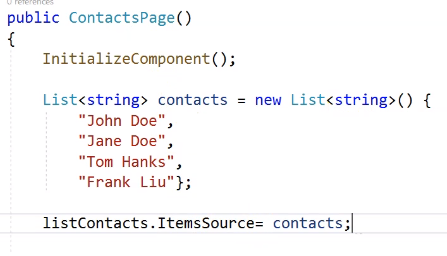 0 references
public ContactsPage()
{
InitializeComponent();
List<string> contacts = new List<string>() {
"John Doe",
"Jane Doe",
"Tom Hanks",
"Frank Liu"};
listContacts.ItemsSource= contacts;